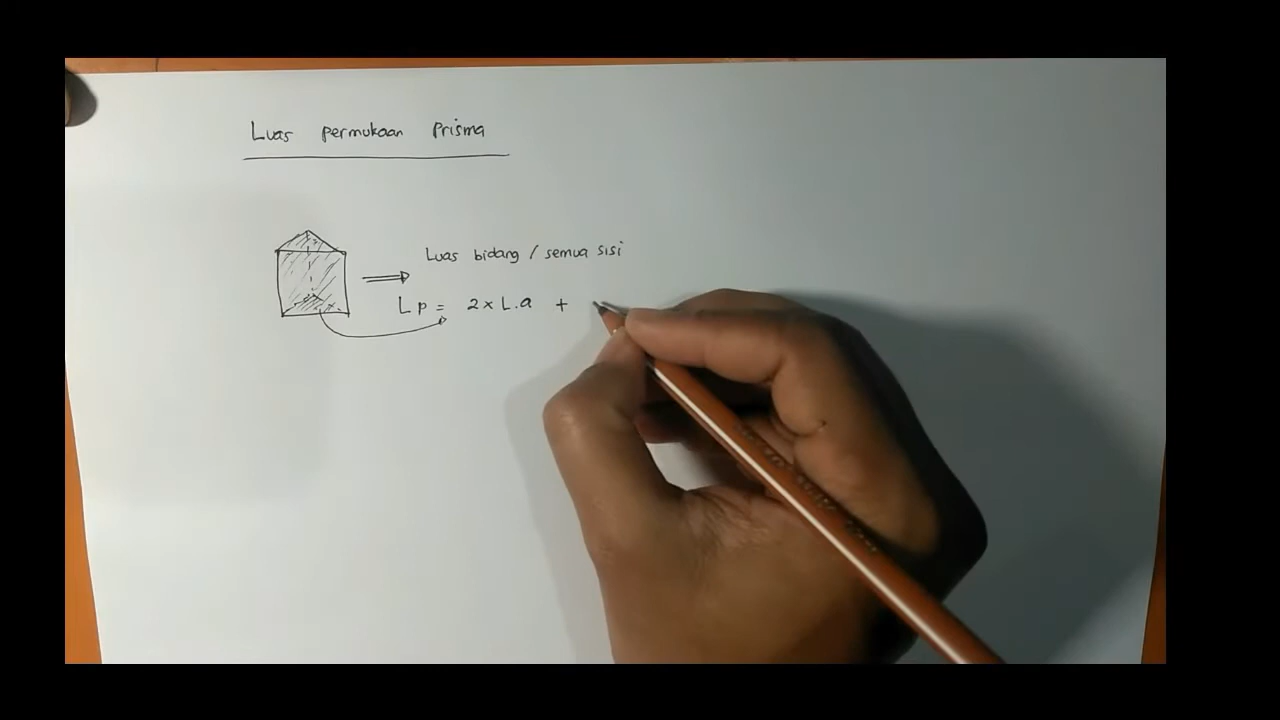 Luas permukaan Prisma
Luas bidang / semua sisi
Lp = 2 x L.a +